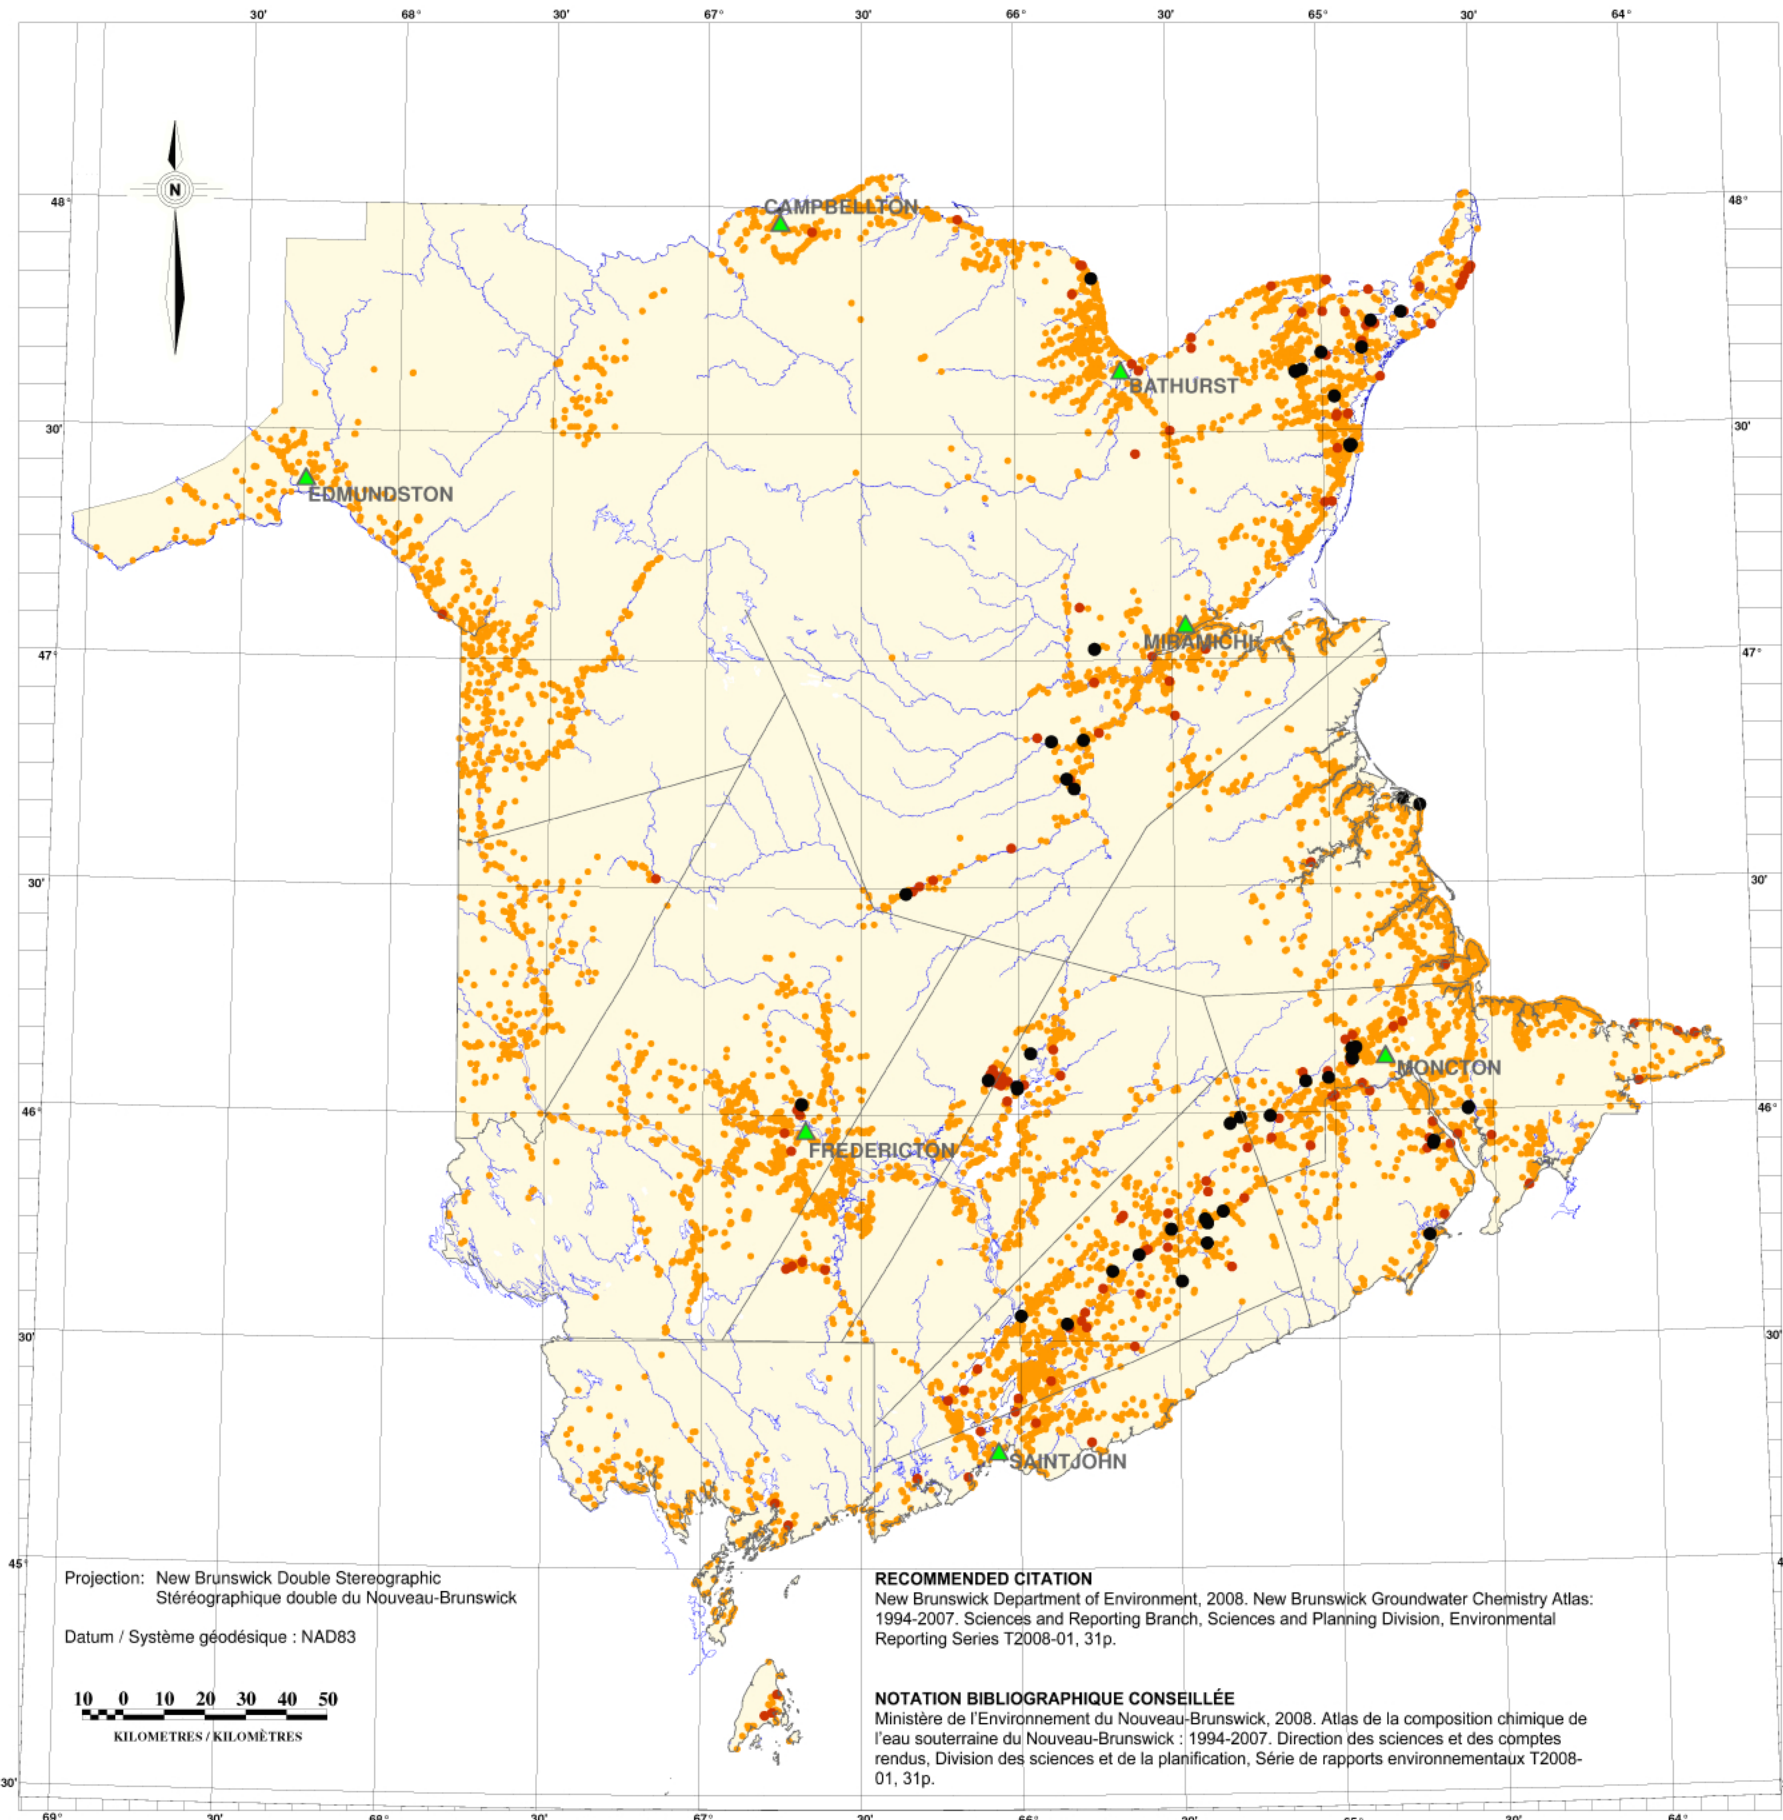 30' 68° 30' 67° 30' 66° 30' 65° 30' 64°
N
48° 48°
CAMPBELLTON
BATHURST
30' 30'
EDMUNDSTON
MIRAMICHI
47° 47°
30' 30'
MONCTON
46° 46°
FREDERICTON
30' 30'
SAINT JOHN
45° 4
Projection: New Brunswick Double Stereographic
Stéréographique double du Nouveau-Brunswick
Datum / Système géodésique : NAD83
10 0 10 20 30 40 50
KILOMETRES / KILOMÈTRES
RECOMMENDED CITATION
New Brunswick Department of Environment, 2008. New Brunswick Groundwater Chemistry Atlas:
1994-2007. Sciences and Reporting Branch, Sciences and Planning Division, Environmental
Reporting Series T2008-01, 31p.
NOTATION BIBLIOGRAPHIQUE CONSEILLÉE
Ministère de l'Environnement du Nouveau-Brunswick, 2008. Atlas de la composition chimique de
l'eau souterraine du Nouveau-Brunswick : 1994-2007. Direction des sciences et des comptes
rendus, Division des sciences et de la planification, Série de rapports environnementaux T2008-
01, 31p.
30'
69° 30' 68° 30' 67° 30' 66° 30' 65° 30' 64°